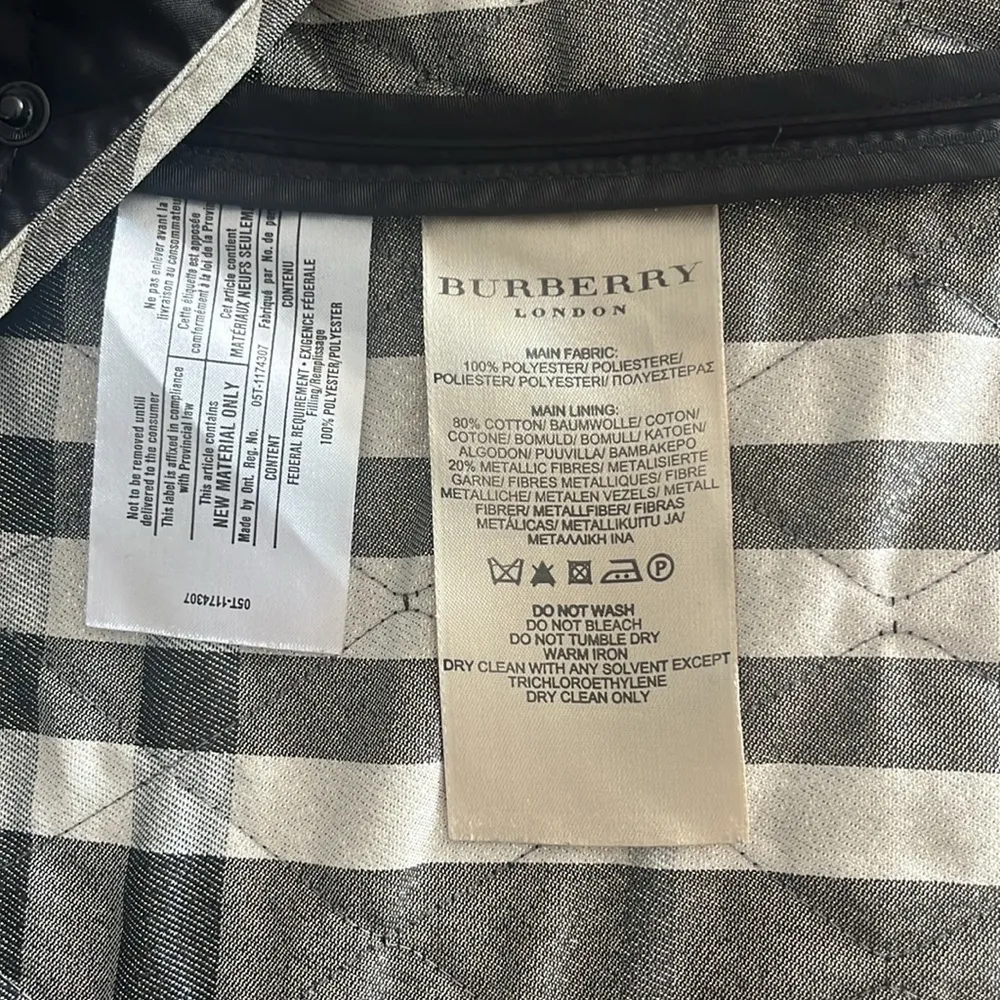 Ne pas enlever avant la
livraison au consommateur
Cette étiquette est apposée
conformément à la loi de la
Cet article contient
MATÉRIAUX NEUFS
Fabriqué par No. de
CONTENU
Not to be removed untill
delivered to the consumer
This label is affixed in compliance
with Provincial law
This article contains
NEW MATERIAL ONLY
Made by Ont. Reg. No. 05T-1174307
CONTENT
FEDERAL REQUIREMENT • EXIGENCE FÉDERALE
Filling/Remplissage
100% POLYESTER/POLYESTER
05T-1174307
BURBERRY
LONDON
MAIN FABRIC:
100% POLYESTER/ POLIESTERE/
POLIESTER/ POLYESTERI/ ΠΟΛΥΕΣΤΕΡΑΣ
MAIN LINING:
80% COTTON/ BAUMWOLLE/ COTON/
COTONE/ BOMULD/ BOMULL/ KATOEN/
ALGODON/ PUUVILLA/ BAMBAKEPO
20% METALLIC FIBRES/ METALISIERTE
GARNE/ FIBRES METALLIQUES/ FIBRE
METALLICHE/ METALEN VEZELS/ METALL
FIBRER/ METALLFIBER/ FIBRAS
METÁLICAS/ METALLIKUITU JA/
ΜΕΤΑΛΛΙΚΗ ΙΝΑ
P
DO NOT WASH
DO NOT BLEACH
DO NOT TUMBLE DRY
WARM IRON
DRY CLEAN WITH ANY SOLVENT EXCEPT
TRICHLOROETHYLENE
DRY CLEAN ONLY